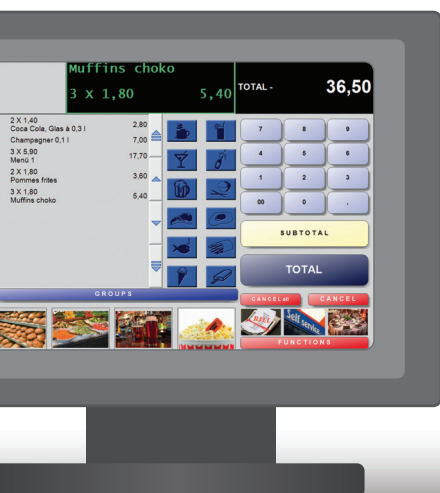 Muffins choko
3 x 1,80 5,40
TOTAL - 36,50
2 X 1,40
Coca Cola, Glas à 0,3 l 2,80
Champagner 0,1 l 7,00
3 X 5,90
Menü 1 17,70
2 X 1,80
Pommes frites 3,60
3 X 1,80
Muffins choko 5,40
7 8 9
4 5 6
1 2 3
00 0 .
SUBTOTAL
TOTAL
CANCEL all CANCEL
GROUPS
Self service
FUNCTIONS